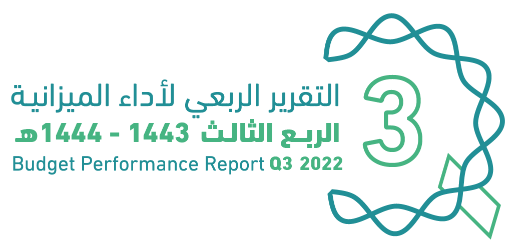 التقرير الربعي لأداء الميزانية
الربع الثالث 1443 - 1444هـ
Budget Performance Report Q3 2022
3